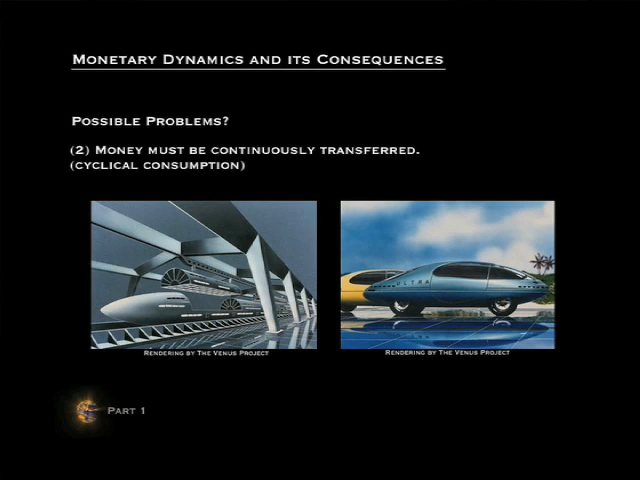 Monetary Dynamics and its Consequences
Possible Problems?
(2) Money must be continuously transferred.
(cyclical consumption)
ULTRA
Rendering by The Venus Project
Rendering by The Venus Project
Part 1